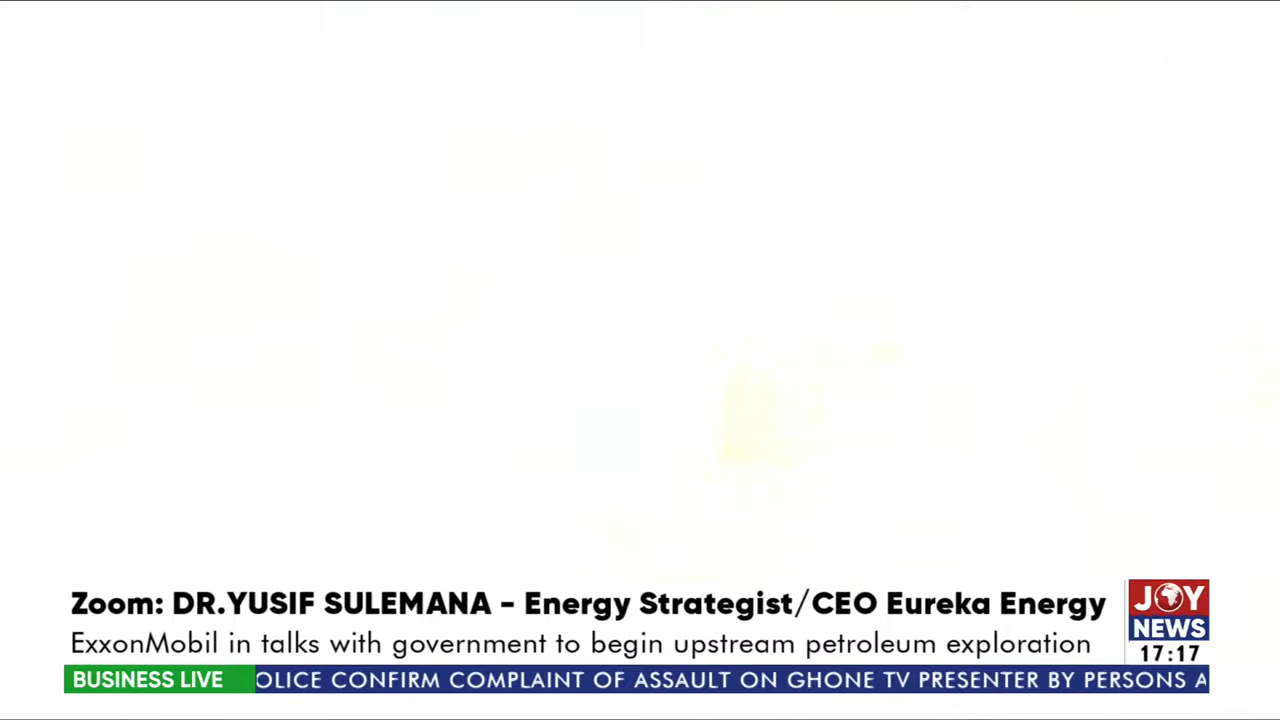 Zoom: DR.YUSIF SULEMANA - Energy Strategist/CEO Eureka Energy
ExxonMobil in talks with government to begin upstream petroleum exploration
JOY
NEWS
17:17
BUSINESS LIVE
OLICE CONFIRM COMPLAINT OF ASSAULT ON GHONE TV PRESENTER BY PERSONS A